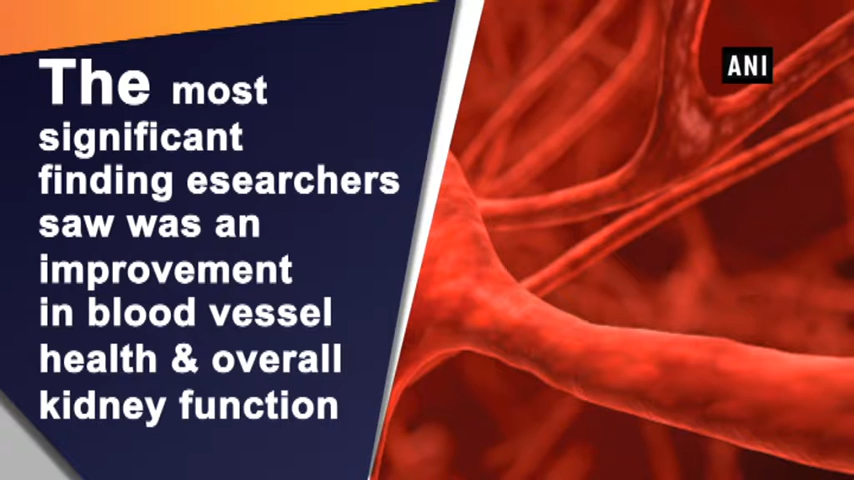 The most
significant
finding esearchers
saw was an
improvement
in blood vessel
health & overall
kidney function
ANI